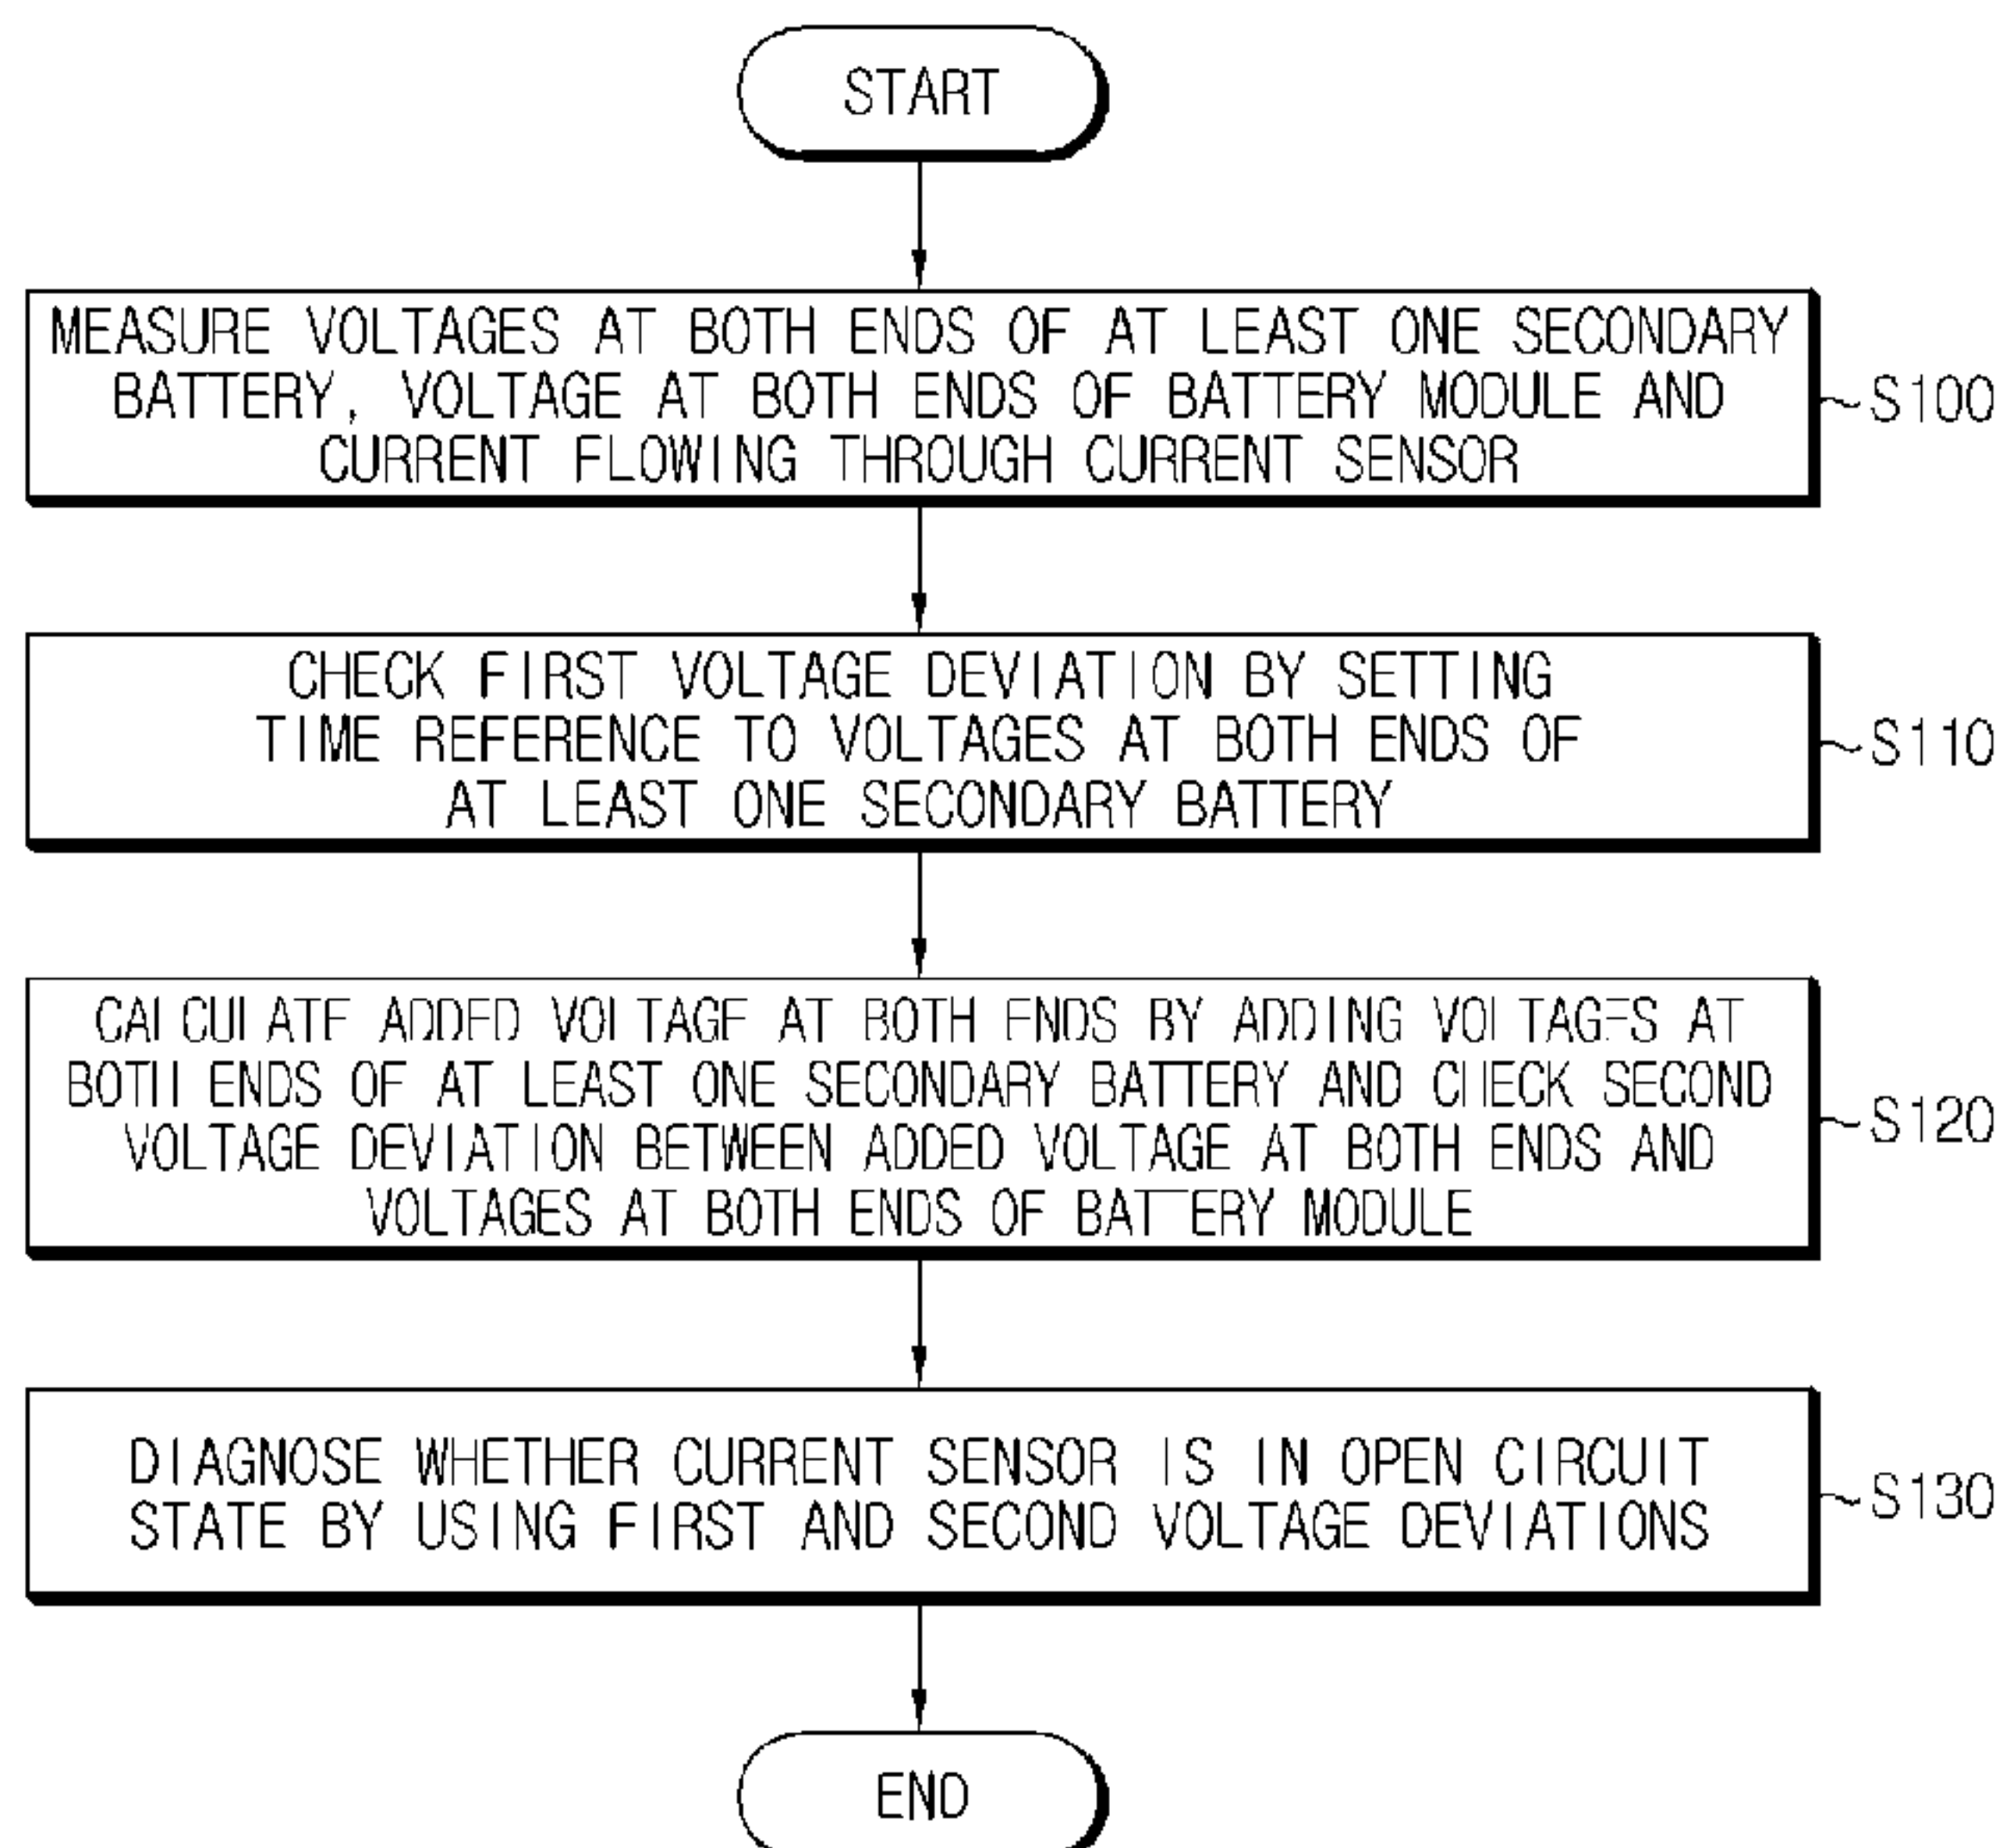 START
MEASURE VOLTAGES AT BOTH ENDS OF AT LEAST ONE SECONDARY
BATTERY, VOLTAGE AT BOTH ENDS OF BATTERY MODULE AND
CURRENT FLOWING THROUGH CURRENT SENSOR
S100
CHECK FIRST VOLTAGE DEVIATION BY SETTING
TIME REFERENCE TO VOLTAGES AT BOTH ENDS OF
AT LEAST ONE SECONDARY BATTERY
S110
CALCULATE ADDED VOLTAGE AT BOTH ENDS BY ADDING VOLTAGES AT
BOTH ENDS OF AT LEAST ONE SECONDARY BATTERY AND CHECK SECOND
VOLTAGE DEVIATION BETWEEN ADDED VOLTAGE AT BOTH ENDS AND
VOLTAGES AT BOTH ENDS OF BATTERY MODULE
S120
DIAGNOSE WHETHER CURRENT SENSOR IS IN OPEN CIRCUIT
STATE BY USING FIRST AND SECOND VOLTAGE DEVIATIONS
S130
END